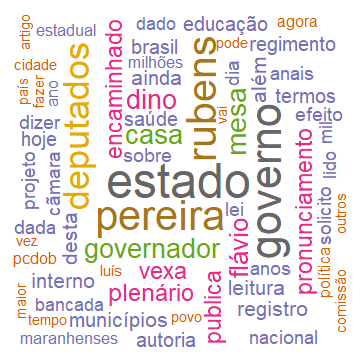 artigo
estadual
dado
educação
agora
cidade
brasil
pode
regimento
país
fazer
ano
deputados
encaminhado
milhões
ainda
rubens
dia
além
anais
dino
mesa
termos
dizer
saúde
efeito
hoje
casa
vai
governo
projeto
câmara
sobre
mil
lido
estado
pronunciamento
solicito
outros
dada
desta
pereira
lei
flávio
vez
governador
política
comissão
pcdob
luís
vexa
anos
interno
publica
leitura
maior
bancada
plenário
registro
tempo
municípios
povo
maranhenses
autoria
nacional